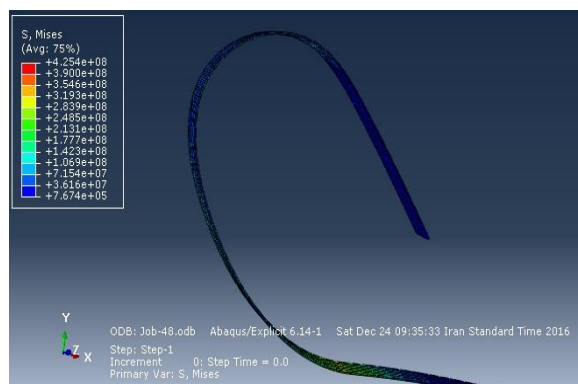 S, Mises
(Avg: 75%)
+4.254e+08
+3.900e+08
+3.546e+08
+3.193e+08
+2.839e+08
+2.485e+08
+2.131e+08
+1.777e+08
+1.423e+08
+1.069e+08
+7.154e+07
+3.616e+07
+7.674e+05
Y
Z
X
ODB: Job-48.odb Abaqus/Explicit 6.14-1 Sat Dec 24 09:35:33 Iran Standard Time 2016
Step: Step-1
Increment 0: Step Time = 0.0
Primary Var: S, Mises